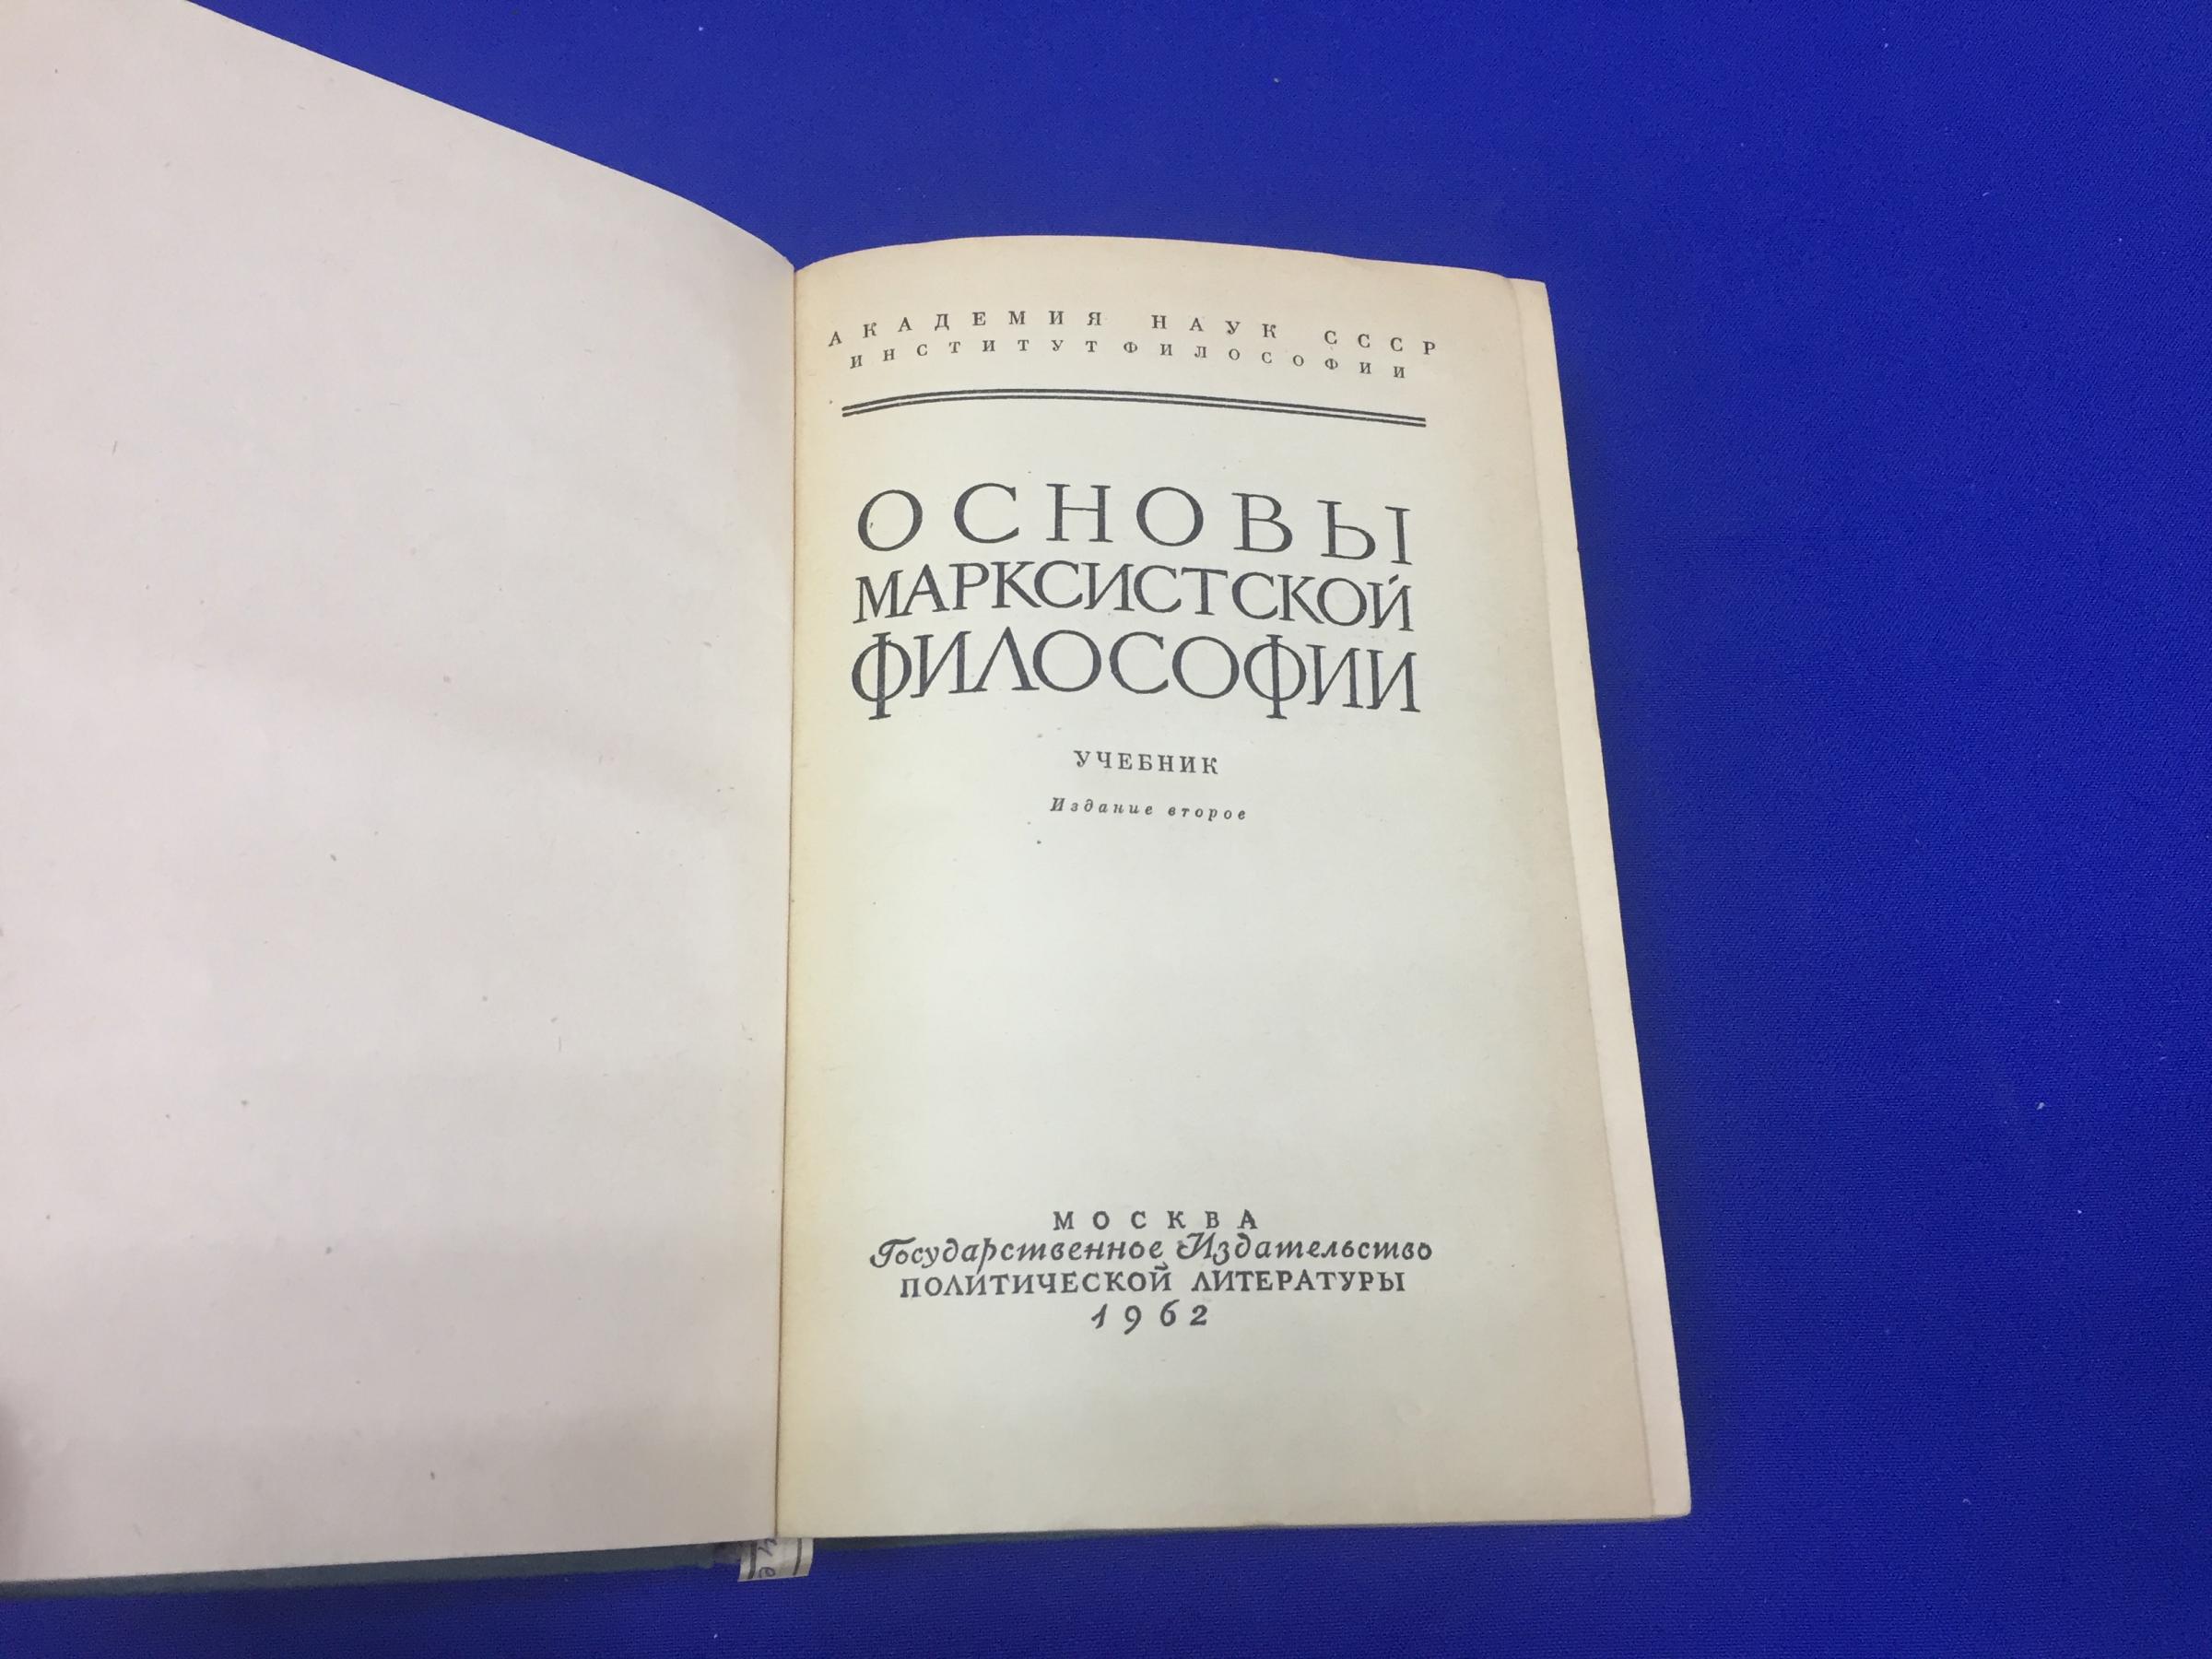 АКАДЕМИЯ НАУК СССР
ИНСТИТУТ ФИЛОСОФИИ
ОСНОВЫ
МАРКСИСТСКОЙ
ФИЛОСОФИИ
УЧЕБНИК
Издание второе
МОСКВА
Государственное Издательство
ПОЛИТИЧЕСКОЙ ЛИТЕРАТУРЫ
1962